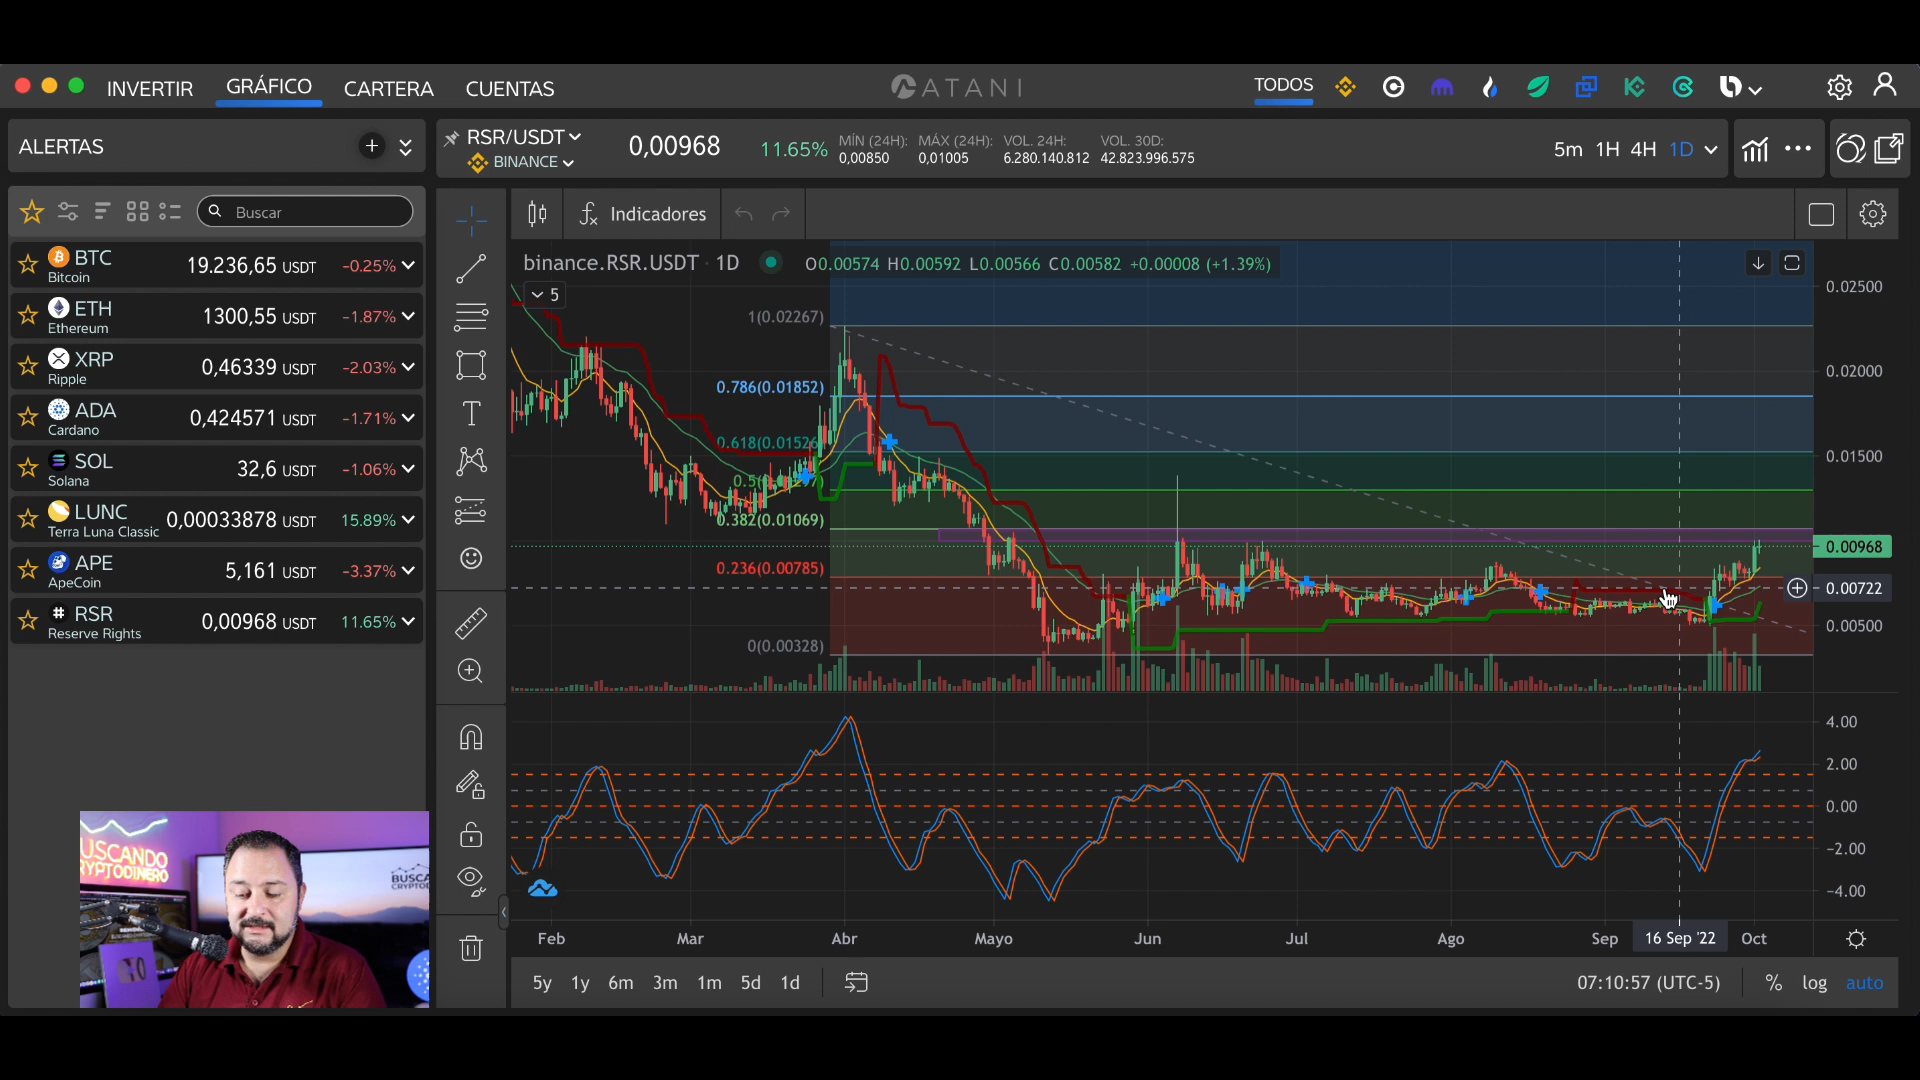 INVERTIR GRÁFICO CARTERA CUENTAS ATANI TODOS
ALERTAS
RSR/USDT
BINANCE
0,00968
11.65%
MÍN (24H): MÁX (24H): VOL. 24H: VOL. 30D:
0,00850 0,01005 6.280.140.812 42.823.996.575
5m 1H 4H 1D
Buscar
BTC 19.236,65 USDT -0.25%
Bitcoin
ETH 1300,55 USDT -1.87%
Ethereum
XRP 0,46339 USDT -2.03%
Ripple
ADA 0,424571 USDT -1.71%
Cardano
SOL 32,6 USDT -1.06%
Solana
LUNC 0,00033878 USDT 15.89%
Terra Luna Classic
APE 5,161 USDT -3.37%
ApeCoin
RSR 0,00968 USDT 11.65%
Reserve Rights
Indicadores
binance.RSR.USDT · 1D O0.00574 H0.00592 L0.00566 C0.00582 +0.00008 (+1.39%)
5
1(0.02267)
0.786(0.01852)
0.618(0.01526
0.382(0.01069)
0.236(0.00785)
0(0.00328)
0.02500
0.02000
0.01500
0.00968
0.00722
0.00500
4.00
2.00
0.00
-2.00
-4.00
Feb Mar Abr Mayo Jun Jul Ago Sep 16 Sep '22 Oct
5y 1y 6m 3m 1m 5d 1d
07:10:57 (UTC-5) % log auto
USCANDO
RYPTODINERO
BUSCA
CRYPTO